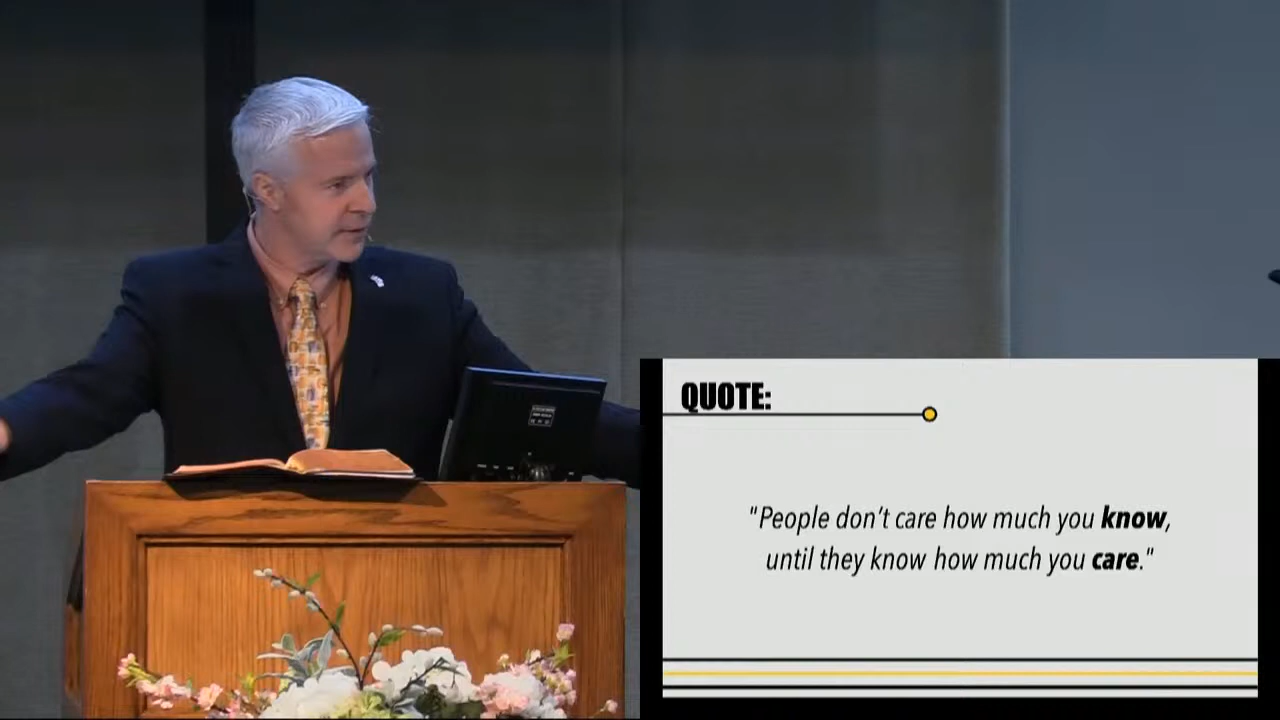 QUOTE:
"People don’t care how much you know,
until they know how much you care."